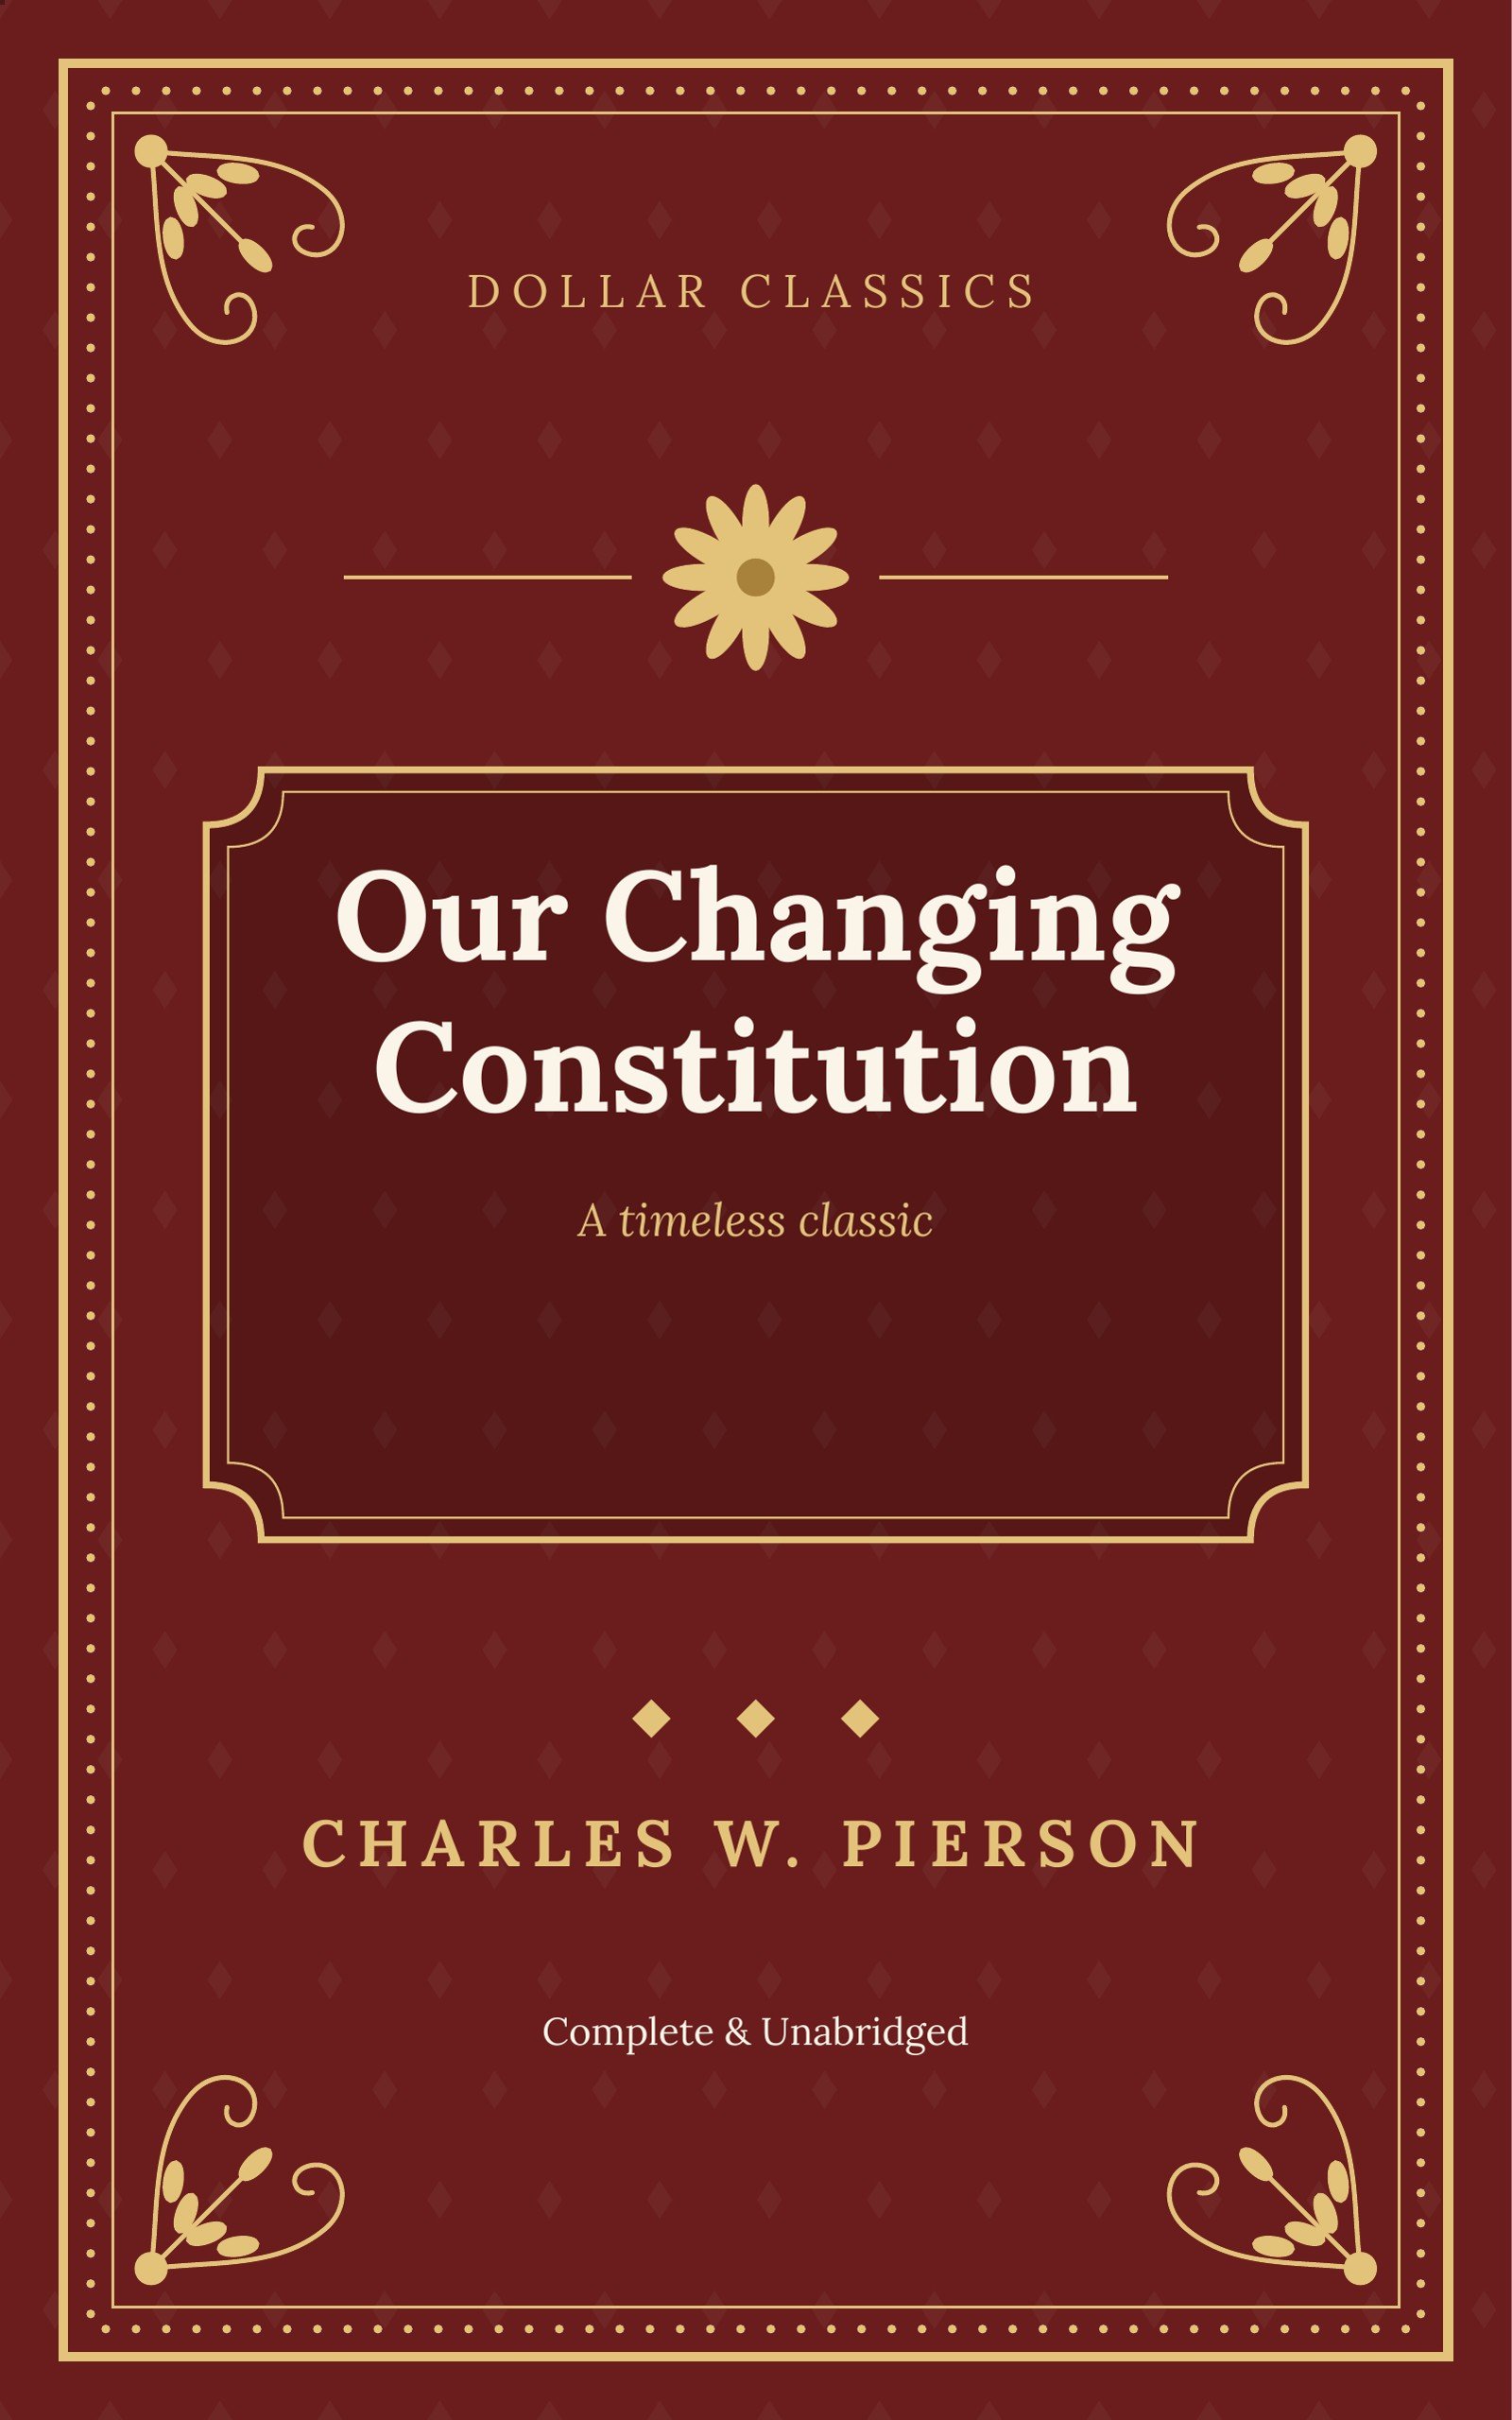 DOLLAR CLASSICS
Our Changing
Constitution
A timeless classic
CHARLES W. PIERSON
Complete & Unabridged